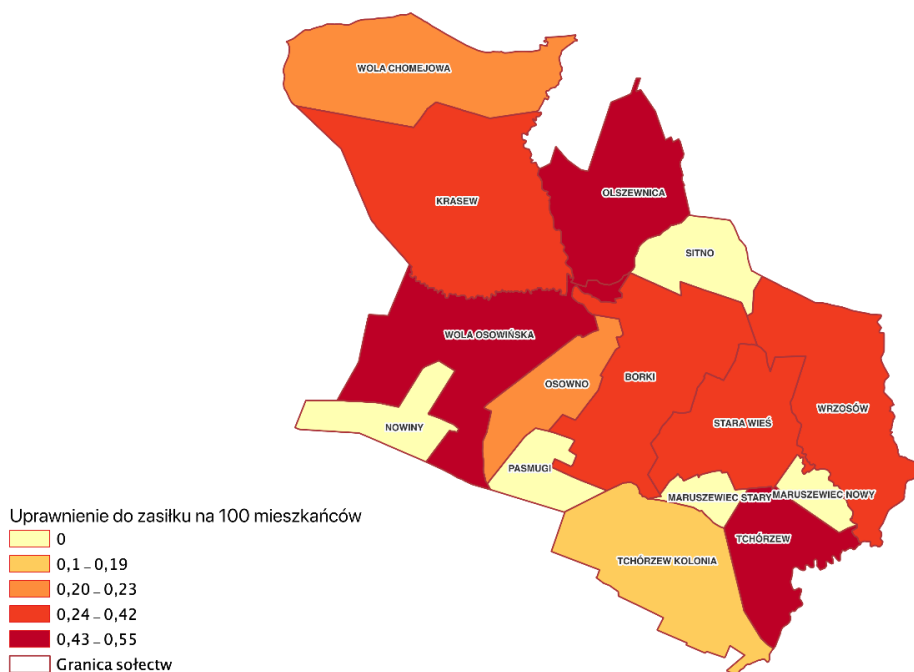 WOLA CHOMEJOWA
OLSZEWNICA
KRASEW
SITNO
WOLA OSOWIŃSKA
OSOWNO
BORKI
WRZOSÓW
STARA WIEŚ
NOWINY
PASMUGI
MARUSZEWIEC STARY
MARUSZEWIEC NOWY
TCHÓRZEW
TCHÓRZEW KOLONIA
Uprawnienie do zasiłku na 100 mieszkańców
0
0,1 – 0,19
0,20 – 0,23
0,24 – 0,42
0,43 – 0,55
Granica sołectw